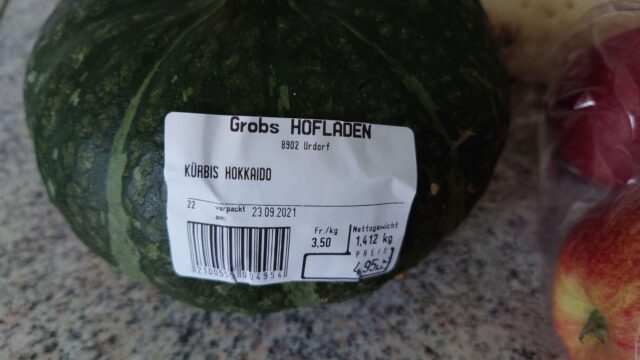 Grobs HOFLADEN
8902 Urdorf
KÜRBIS HOKKAIDO
22 verpackt am: 23.09.2021
Fr/kg Nettogewicht
3,50 1,412 kg
PREIS
4,95